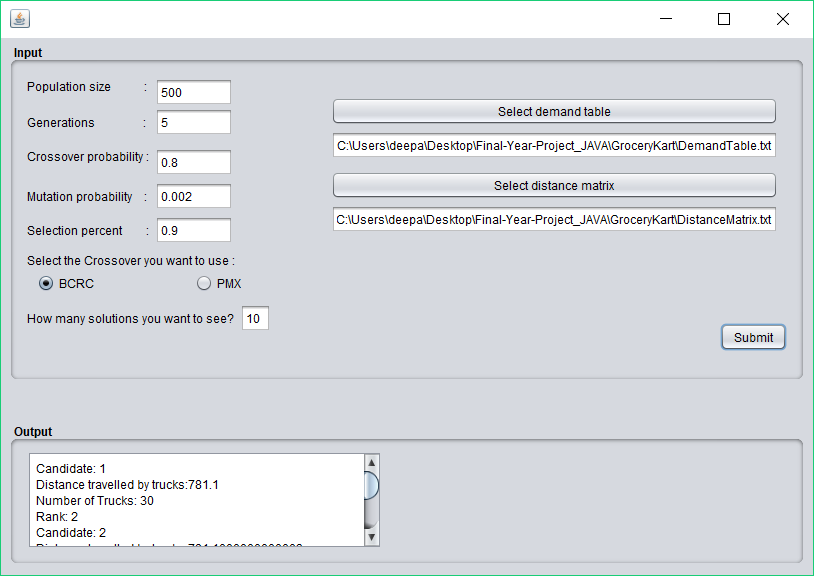 Input
Population size : 500
Generations : 5
Crossover probability : 0.8
Mutation probability : 0.002
Selection percent : 0.9
Select the Crossover you want to use :
BCRC PMX
How many solutions you want to see? 10
Select demand table
C:\Users\deepa\Desktop\Final-Year-Project_JAVA\GroceryKart\DemandTable.txt
Select distance matrix
C:\Users\deepa\Desktop\Final-Year-Project_JAVA\GroceryKart\DistanceMatrix.txt
Submit
Output
Candidate: 1
Distance travelled by trucks:781.1
Number of Trucks: 30
Rank: 2
Candidate: 2